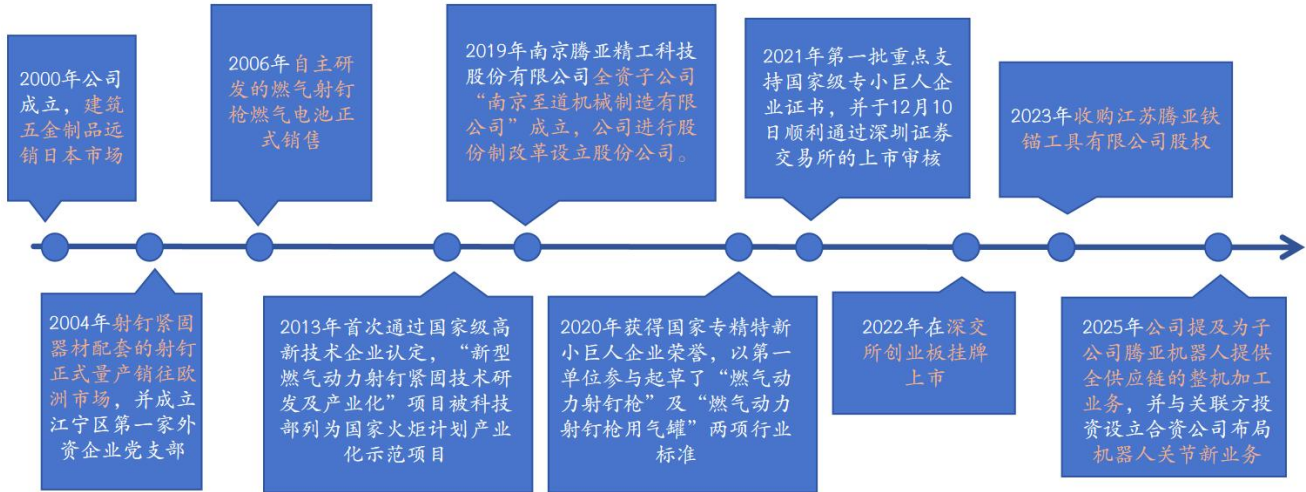 2000年公司
成立，建筑
五金制品远
销日本市场
2006年自主研
发的燃气射钉
枪燃气电池正
式销售
2019年南京腾亚精工科技
股份有限公司全资子公司
“南京至道机械制造有限
公司”成立，公司进行股
份制改革设立股份公司。
2021年第一批重点支
持国家级专小巨人企
业证书，并于12月10
日顺利通过深圳证券
交易所的上市审核
2023年收购江苏腾亚铁
锚工具有限公司股权
2004年射钉紧固
器材配套的射钉
正式量产销往欧
洲市场，并成立
江宁区第一家外
资企业党支部
2013年首次通过国家级高
新技术企业认定，“新型
燃气动力射钉紧固技术研
发及产业化”项目被科技
部列为国家火炬计划产业
化示范项目
2020年获得国家专精特新
小巨人企业荣誉，以第一
单位参与起草了“燃气动
力射钉枪”及“燃气动力
射钉枪用气罐”两项行业
标准
2022年在深交
所创业板挂牌
上市
2025年公司提及为子
公司腾亚机器人提供
全供应链的整机加工
业务，并与关联方投
资设立合资公司布局
机器人关节新业务